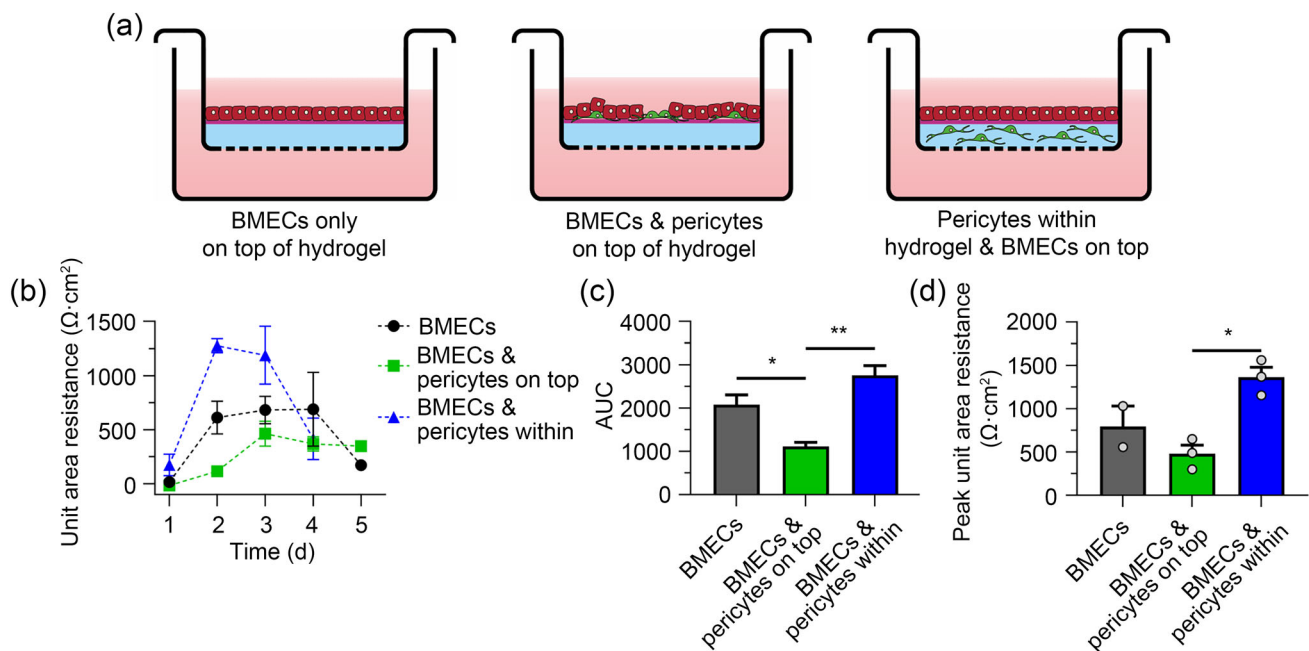 (a)
BMECs only
on top of hydrogel
BMECs & pericytes
on top of hydrogel
Pericytes within
hydrogel & BMECs on top
(b)
Unit area resistance (Ω·cm²)
1500
1000
500
0
1 2 3 4 5
Time (d)
BMECs
BMECs &
pericytes on top
BMECs &
pericytes within
(c)
AUC
4000
3000
2000
1000
0
*
**
BMECs
BMECs &
pericytes on top
BMECs &
pericytes within
(d)
Peak unit area resistance
(Ω·cm²)
2000
1500
1000
500
0
*
BMECs
BMECs &
pericytes on top
BMECs &
pericytes within